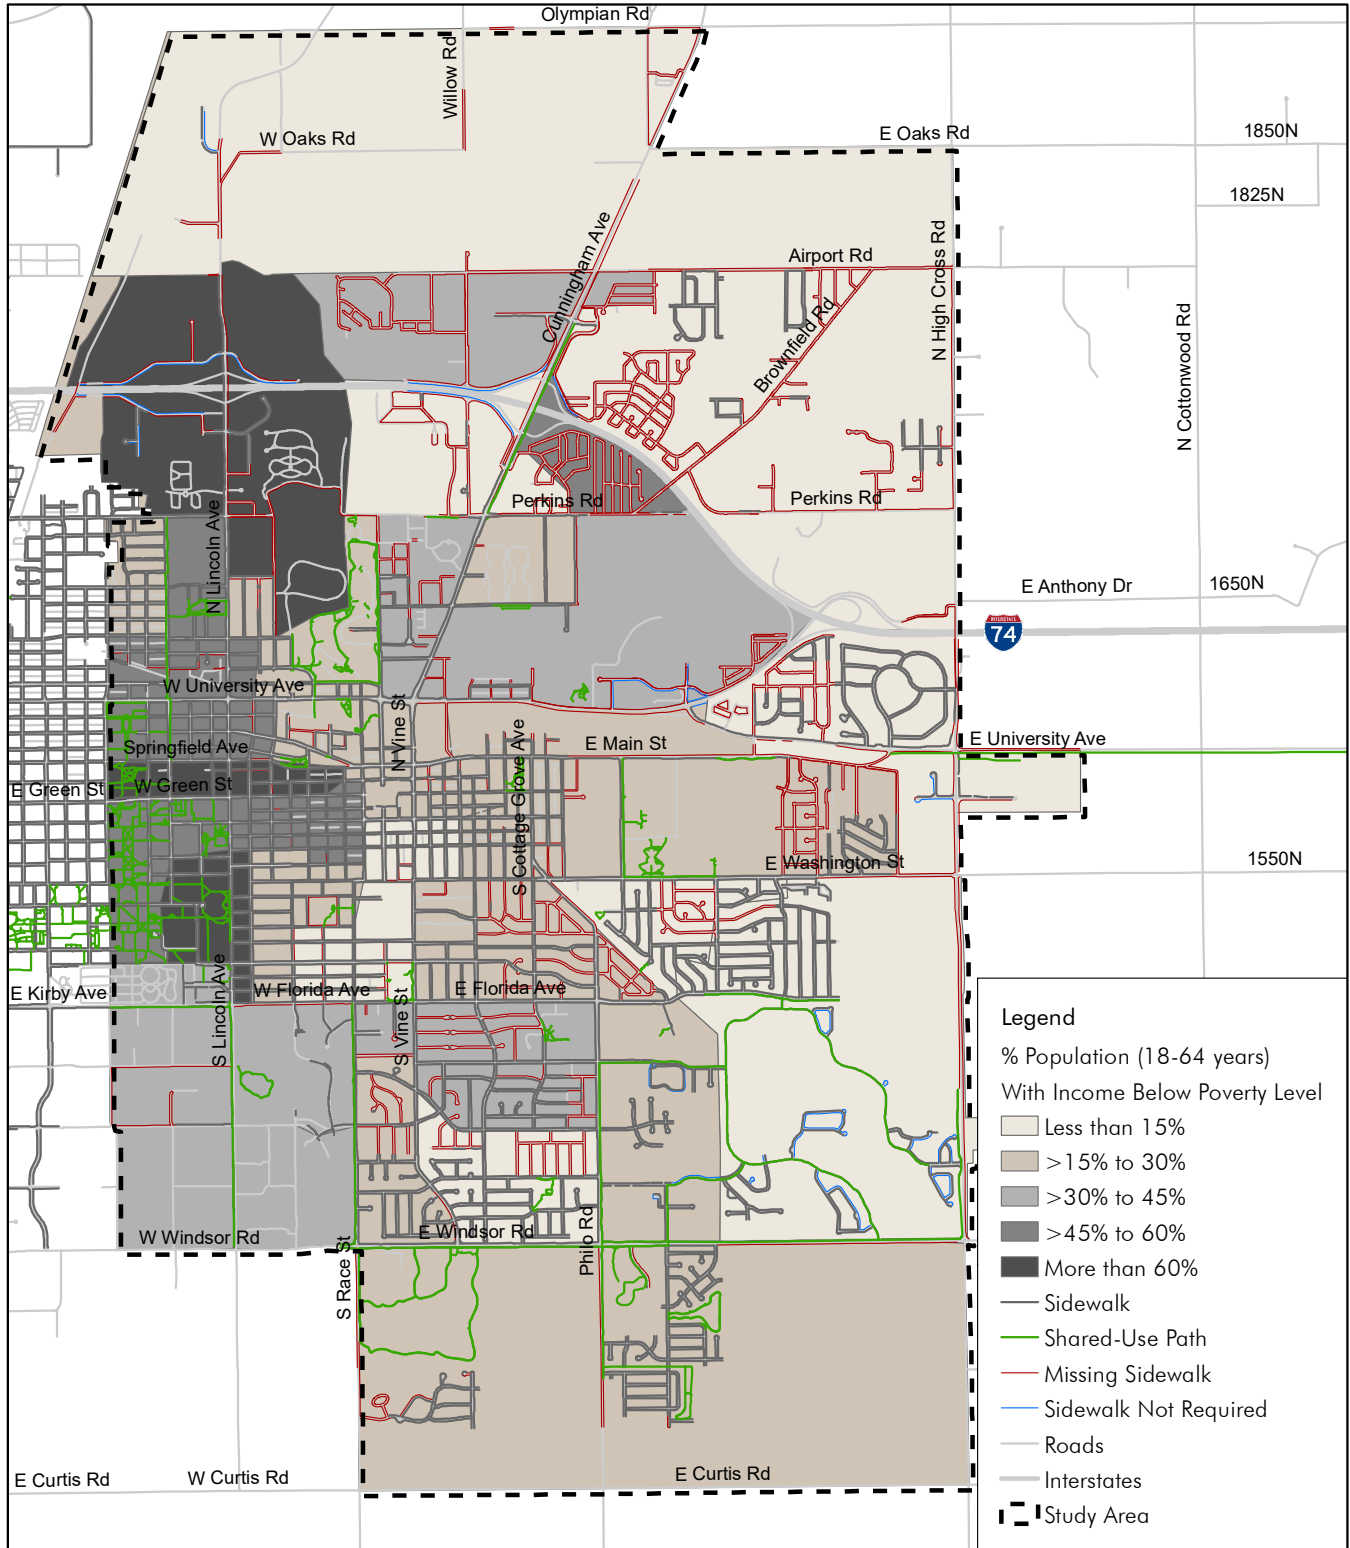 Olympian Rd
Willow Rd
W Oaks Rd
E Oaks Rd
1850N
1825N
Cunningham Ave
Airport Rd
N High Cross Rd
Brownfield Rd
N Cottonwood Rd
Perkins Rd
Perkins Rd
N Lincoln Ave
E Anthony Dr
1650N
INTERSTATE
74
W University Ave
N Vine St
Springfield Ave
E Main St
E University Ave
S Cottage Grove Ave
E Green St
W Green St
E Washington St
1550N
E Kirby Ave
S Lincoln Ave
W Florida Ave
S Vine St
E Florida Ave
W Windsor Rd
E Windsor Rd
Philo Rd
S Race St
E Curtis Rd
W Curtis Rd
E Curtis Rd
Legend
% Population (18-64 years)
With Income Below Poverty Level
Less than 15%
>15% to 30%
>30% to 45%
>45% to 60%
More than 60%
Sidewalk
Shared-Use Path
Missing Sidewalk
Sidewalk Not Required
Roads
Interstates
Study Area